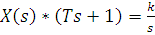 X(s) * (Ts + 1) = k/s